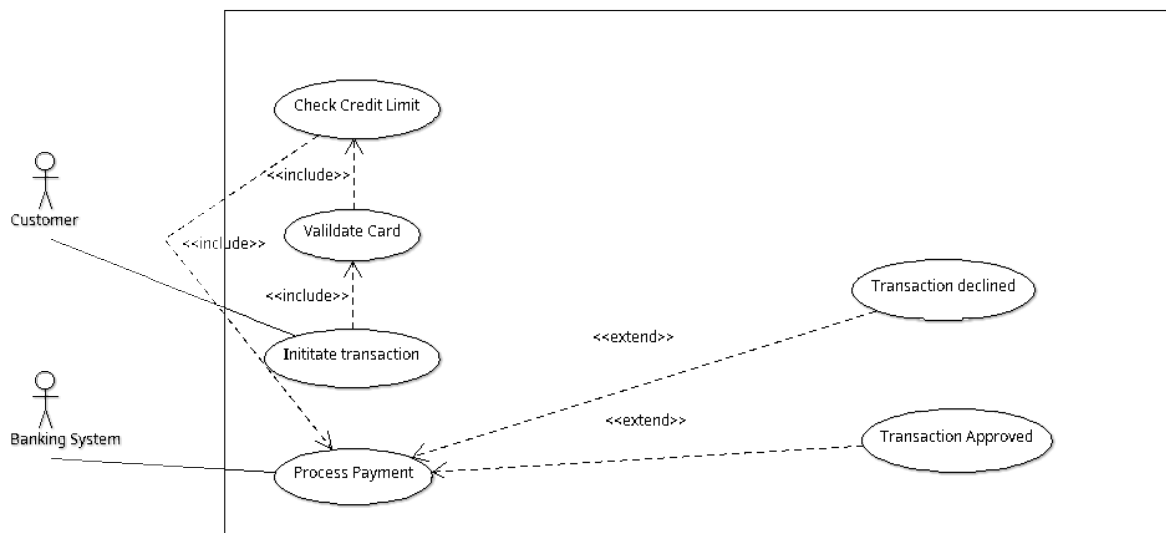 Check Credit Limit
<<include>>
Customer
Valildate Card
<<include>>
<<include>>
Transaction declined
<<extend>>
Inititate transaction
<<extend>>
Transaction Approved
Banking System
Process Payment